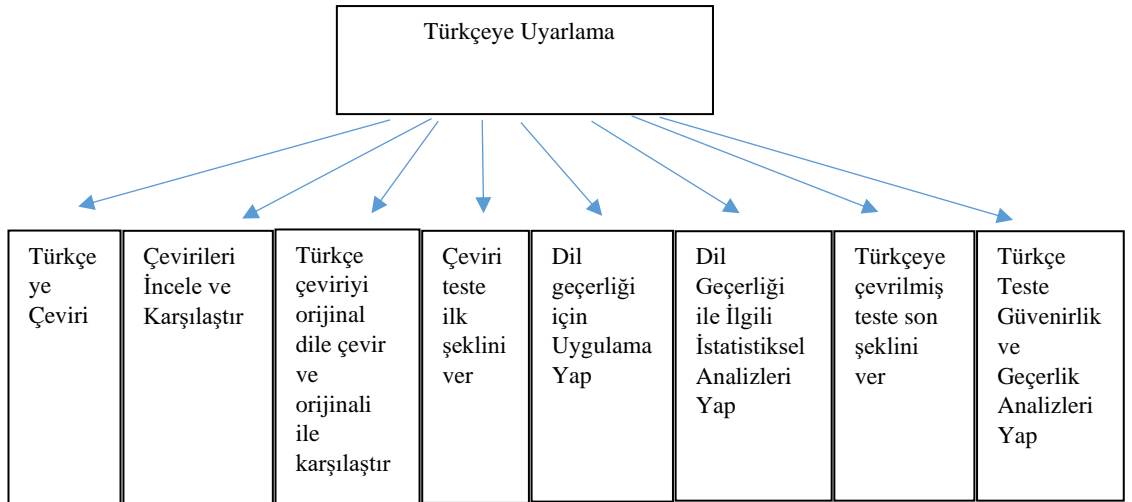 Türkçeye Uyarlama
Türkçe
ye
Çeviri
Çevirileri
İncele ve
Karşılaştır
Türkçe
çeviriyi
orijinal
dile çevir
ve
orijinali
ile
karşılaştır
Çeviri
teste
ilk
şeklini
ver
Dil
geçerliği
için
Uygulama
Yap
Dil
Geçerliği
ile İlgili
İstatistiksel
Analizleri
Yap
Türkçeye
çevrilmiş
teste son
şeklini
ver
Türkçe
Teste
Güvenirlik
ve
Geçerlik
Analizleri
Yap